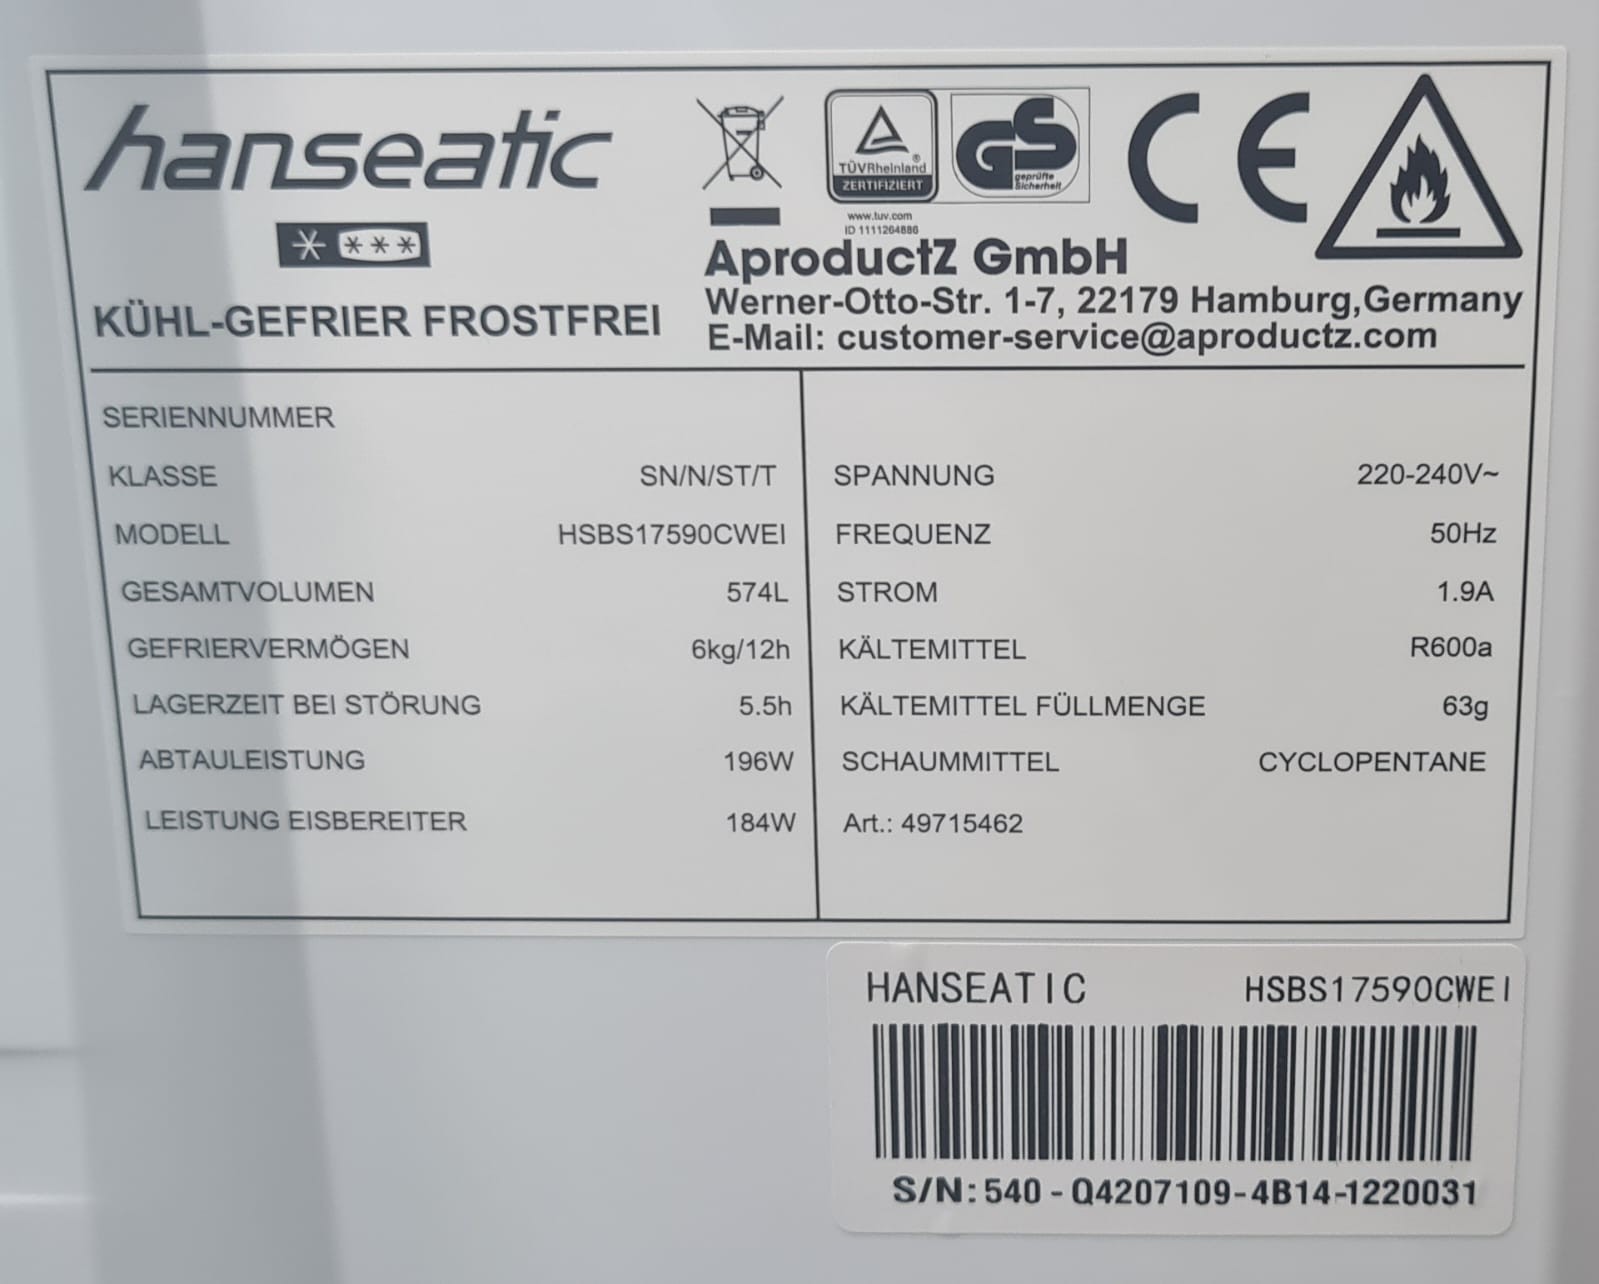 hanseatic
KÜHL-GEFRIER FROSTFREI
TÜVRheinland®
ZERTIFIZIERT
GS
geprüfte
Sicherheit
CE
www.tuv.com
ID 1111264886
AproductZ GmbH
Werner-Otto-Str. 1-7, 22179 Hamburg,Germany
E-Mail: customer-service@aproductz.com
SERIENNUMMER
KLASSE SN/N/ST/T
MODELL HSBS17590CWEI
GESAMTVOLUMEN 574L
GEFRIERVERMÖGEN 6kg/12h
LAGERZEIT BEI STÖRUNG 5.5h
ABTAULEISTUNG 196W
LEISTUNG EISBEREITER 184W
SPANNUNG 220-240V~
FREQUENZ 50Hz
STROM 1.9A
KÄLTEMITTEL R600a
KÄLTEMITTEL FÜLLMENGE 63g
SCHAUMMITTEL CYCLOPENTANE
Art.: 49715462
HANSEATIC HSBS17590CWEI
S/N: 540-Q4207109-4B14-1220031